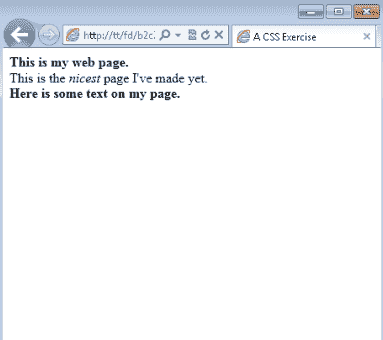 http://tt/fd/b2c.
A CSS Exercise
This is my web page.
This is the nicest page I've made yet.
Here is some text on my page.